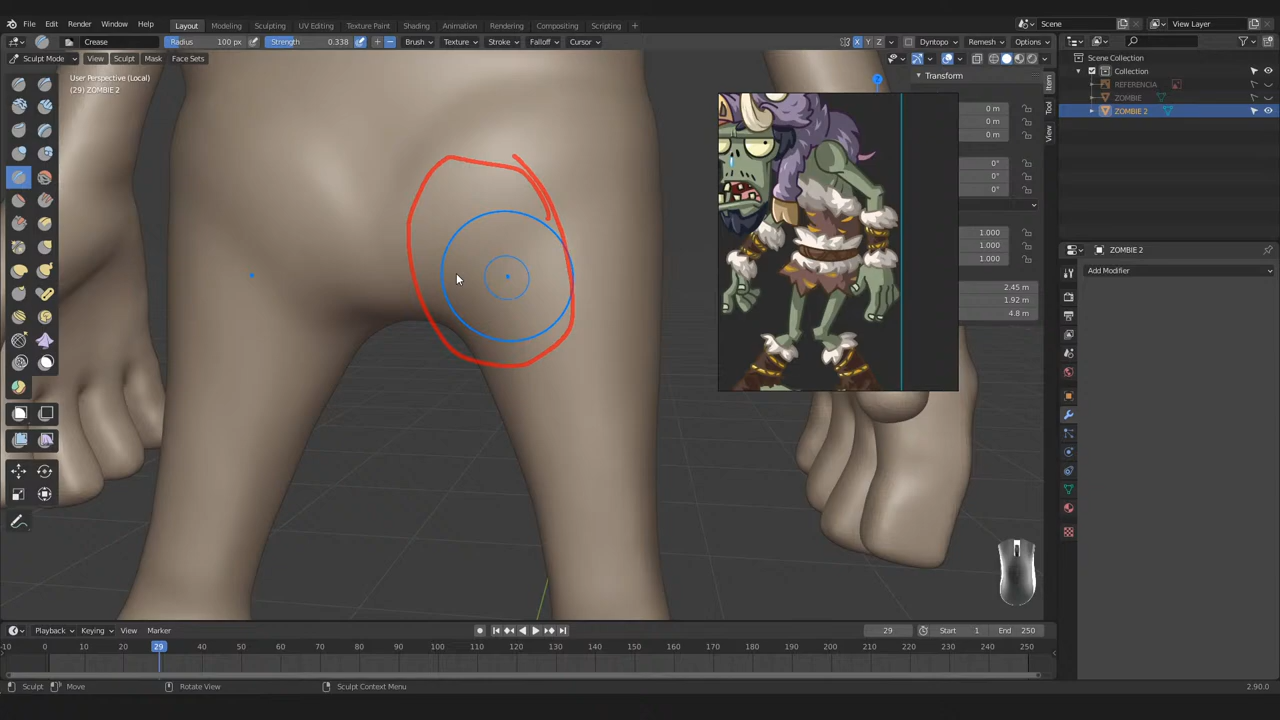 File Edit Render Window Help Layout Modeling Sculpting UV Editing Texture Paint Shading Animation Rendering Compositing Scripting + Scene View Layer
Crease Radius 100 px Strength 0.338 Brush Texture Stroke Falloff Cursor X Y Z Dyntopo Remesh Options
Sculpt Mode View Sculpt Mask Face Sets
User Perspective (Local)
(29) ZOMBIE 2
Transform
0 m
0 m
0 m
0°
0°
0°
1.000
1.000
1.000
2.45 m
1.92 m
4.8 m
Item
Tool
View
Z
Scene Collection
Collection
REFERENCIA
ZOMBIE
ZOMBIE 2
ZOMBIE 2
Add Modifier
Playback Keying View Marker 29 Start 1 End 250
-10 0 10 20 29 40 50 60 70 80 90 100 110 120 130 140 150 160 170 180 190 200 210 220 230 240 250
Sculpt Move Rotate View Sculpt Context Menu 2.90.0